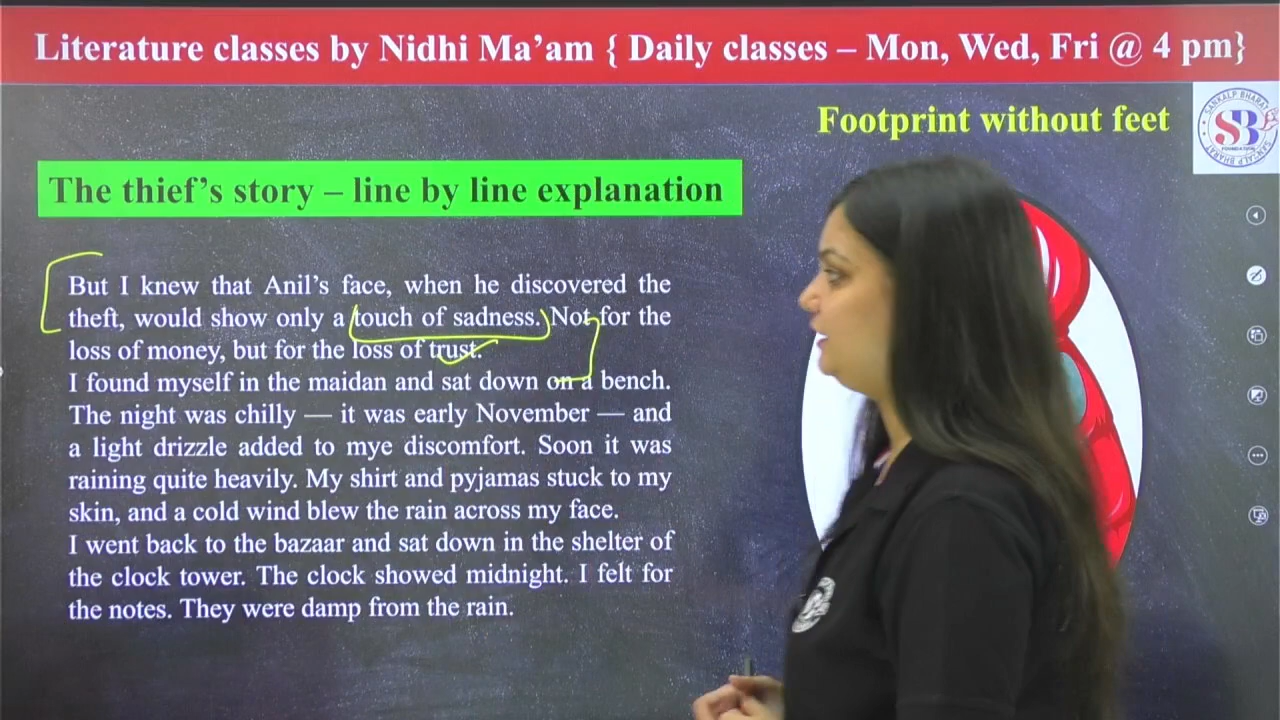 Literature classes by Nidhi Ma’am { Daily classes – Mon, Wed, Fri @ 4 pm}
Footprint without feet
SANKALP BHARAT
SB
FOUNDATION
The thief’s story – line by line explanation
But I knew that Anil’s face, when he discovered the
theft, would show only a touch of sadness. Not for the
loss of money, but for the loss of trust.
I found myself in the maidan and sat down on a bench.
The night was chilly — it was early November — and
a light drizzle added to mye discomfort. Soon it was
raining quite heavily. My shirt and pyjamas stuck to my
skin, and a cold wind blew the rain across my face.
I went back to the bazaar and sat down in the shelter of
the clock tower. The clock showed midnight. I felt for
the notes. They were damp from the rain.